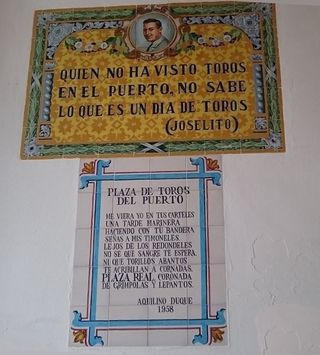 QUIEN NO HA VISTO TOROS
EN EL PUERTO, NO SABE
LO QUE ES UN DIA DE TOROS
(JOSELITO)
PLAZA DE TOROS
DEL PUERTO
ME VIERA YO EN TUS CARTELES
UNA TARDE MARINERA
HACIENDO CON TÚ BANDERA
SEÑAS A MIS TIMONELES
LEJOS DE LOS REDONDELES
NO SE QUE SANGRE TE ESPERA,
NI QUE TORILLOS ABANTOS
TE ACRIBILLAN A CORNADAS,
PLAZA REAL, CORONADA
DE GRIMPOLAS Y LEPANTOS.
AQUILINO DUQUE
1958